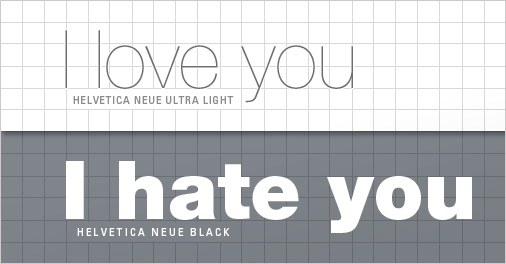 I love you
HELVETICA NEUE ULTRA LIGHT
I hate you
HELVETICA NEUE BLACK